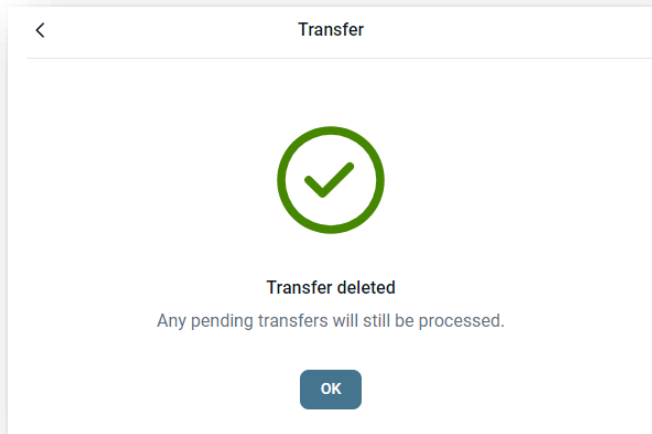 Transfer
Transfer deleted
Any pending transfers will still be processed.
OK